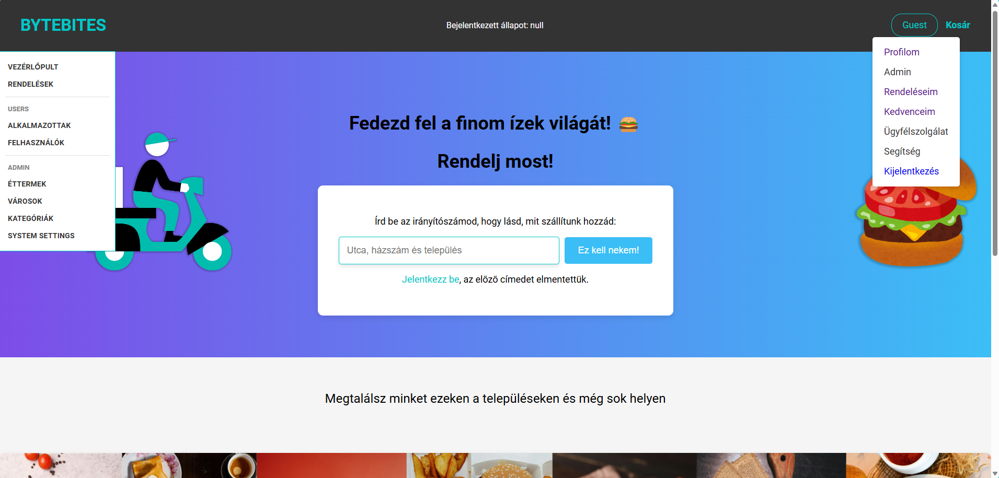 BYTEBITES
Bejelentkezett állapot: null
Guest
Kosár
Profilom
Admin
Rendeléseim
Kedvenceim
Ügyfélszolgálat
Segítség
Kijelentkezés
VEZÉRLŐPULT
RENDELÉSEK
USERS
ALKALMAZOTTAK
FELHASZNÁLÓK
ADMIN
ÉTTERMEK
VÁROSOK
KATEGÓRIÁK
SYSTEM SETTINGS
Fedezd fel a finom ízek világát! 🍔
Rendelj most!
Írd be az irányítószámod, hogy lásd, mit szállítunk hozzád:
Utca, házszám és település
Ez kell nekem!
Jelentkezz be, az előző címedet elmentettük.
Megtalálsz minket ezeken a településeken és még sok helyen